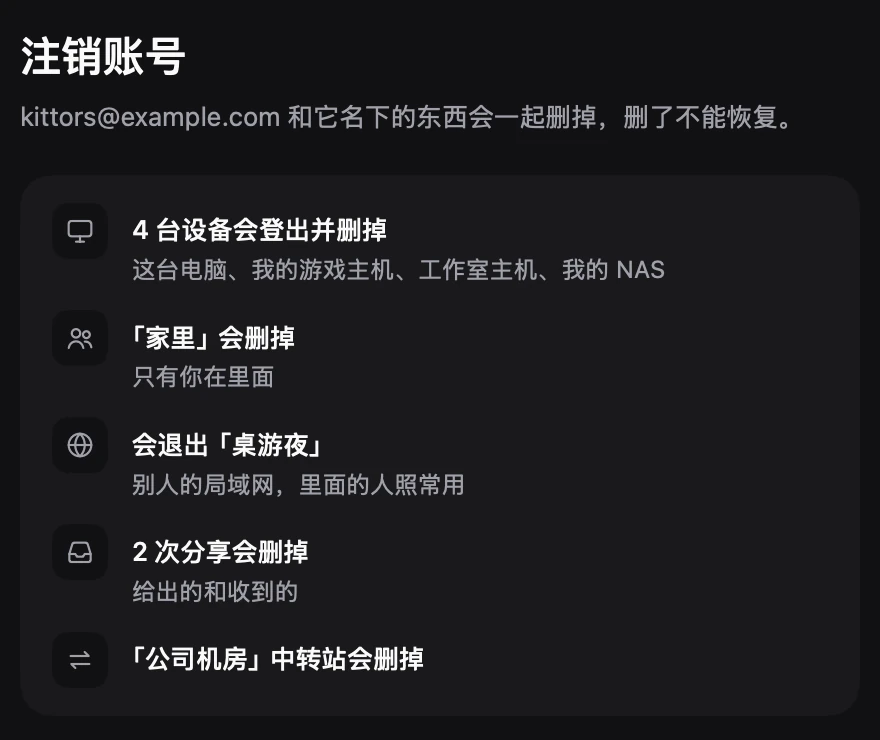 注销账号
kittors@example.com 和它名下的东西会一起删掉，删了不能恢复。
4 台设备会登出并删掉
这台电脑、我的游戏主机、工作室主机、我的 NAS
「家里」会删掉
只有你在里面
会退出「桌游夜」
别人的局域网，里面的人照常用
2 次分享会删掉
给出的和收到的
「公司机房」中转站会删掉